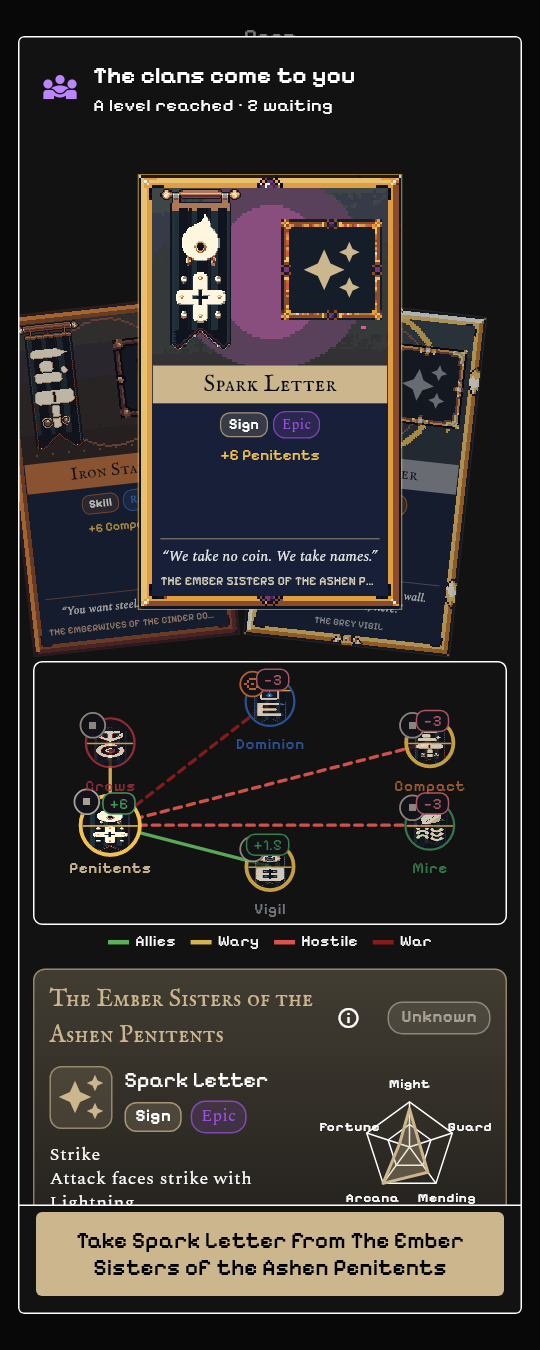 The clans come to you
A level reached · 2 waiting
Spark Letter
Sign Epic
+6 Penitents
"We take no coin. We take names."
THE EMBER SISTERS OF THE ASHEN P...
Iron
Skill
"You want steel
THE EMBERWIVES OF THE CINDER DO...
wall.
THE GREY VIGIL
-3
Dominion
-3
Compact
+6
Penitents
-3
Mire
+1.8
Vigil
Allies Wary Hostile War
The Ember Sisters of the
Ashen Penitents
Unknown
Spark Letter
Sign Epic
Might
Fortune Guard
Arcana Mending
Strike
Attack faces strike with
Lightning
Take Spark Letter from The Ember
Sisters of the Ashen Penitents